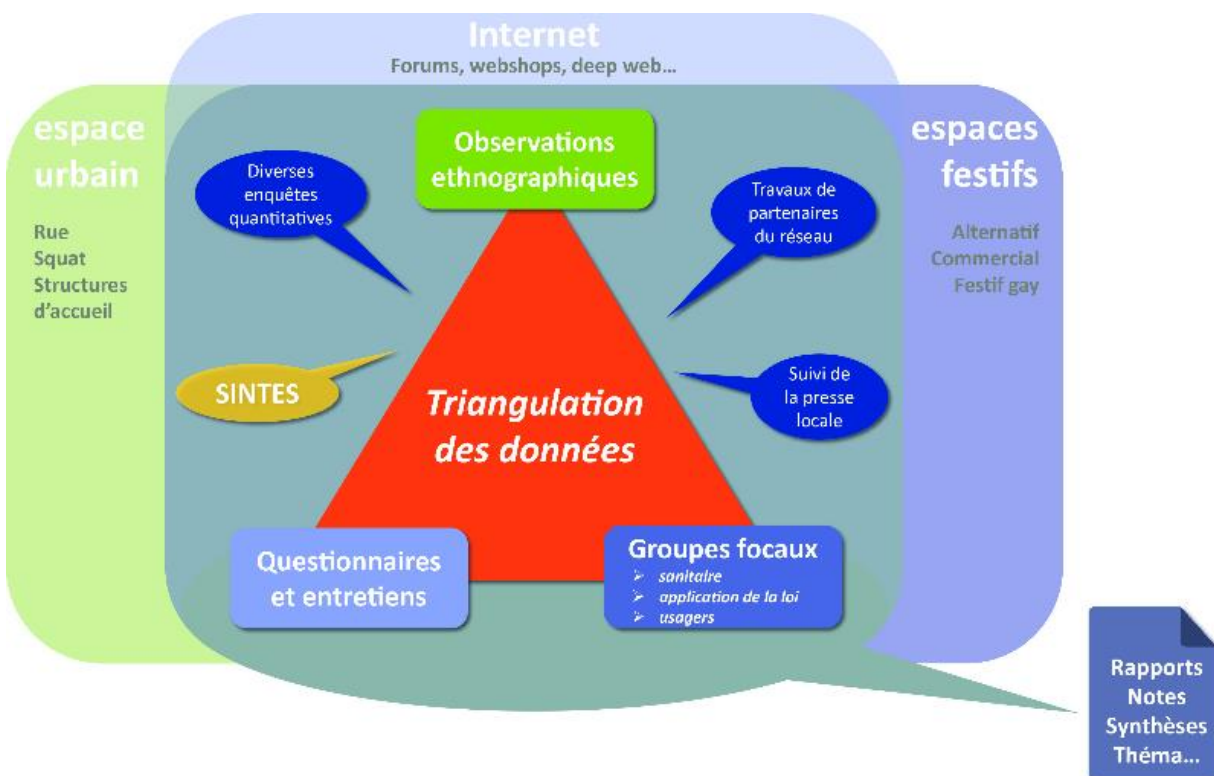 Internet
Forums, webshops, deep web...
espace
urbain
Rue
Squat
Structures
d'accueil
espaces
festifs
Alternatif
Commercial
Festif gay
Observations
ethnographiques
Diverses
enquêtes
quantitatives
Travaux de
partenaires
du réseau
SINTES
Suivi de
la presse
locale
Triangulation
des données
Questionnaires
et entretiens
Groupes focaux
➢ sanitaire
➢ application de la loi
➢ usagers
Rapports
Notes
Synthèses
Théma...